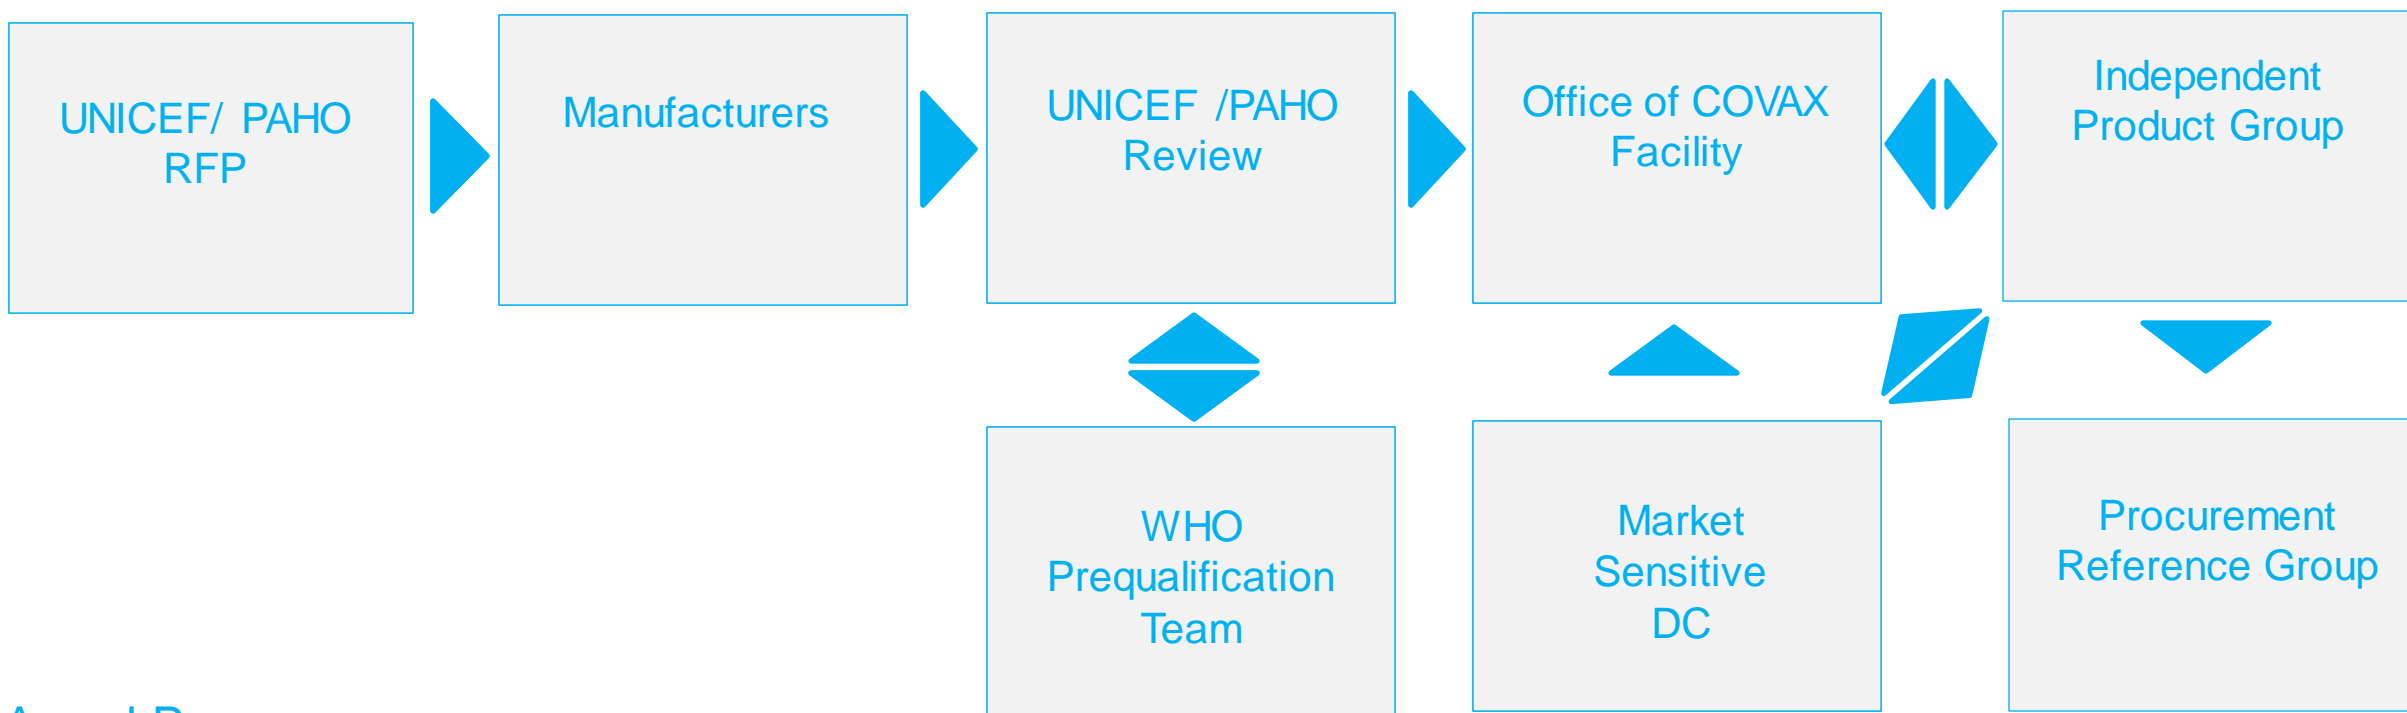 UNICEF/ PAHO
RFP
Manufacturers
UNICEF /PAHO
Review
Office of COVAX
Facility
Independent
Product Group
WHO
Prequalification
Team
Market
Sensitive
DC
Procurement
Reference Group